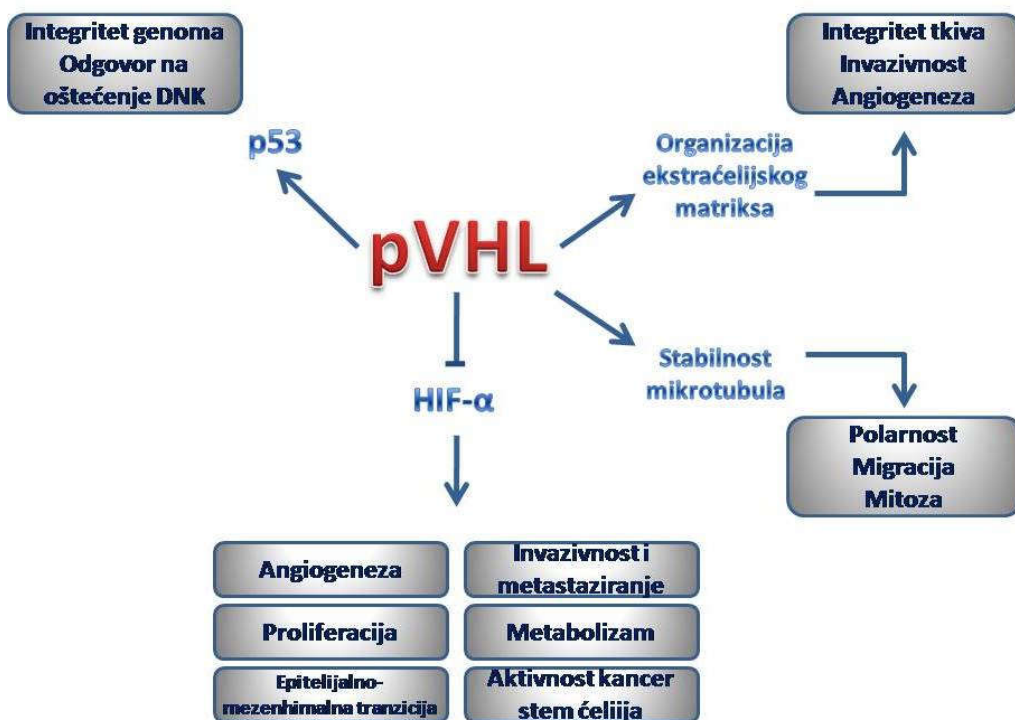 Integritet genoma
Odgovor na
oštećenje DNK
Integritet tkiva
Invazivnost
Angiogeneza
p53
Organizacija
ekstraćelijskog
matriksa
pVHL
Stabilnost
mikrotubula
HIF-α
Polarnost
Migracija
Mitoza
Angiogeneza
Invazivnost i
metastaziranje
Proliferacija
Metabolizam
Epitelijalno-
mezenhimalna tranzicija
Aktivnost kancer
stem ćelija